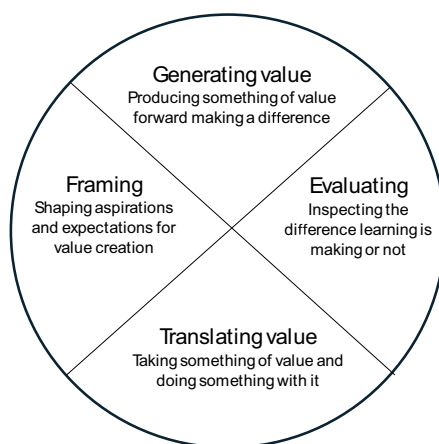 Generating value
Producing something of value
forward making a difference
Framing
Shaping aspirations
and expectations for
value creation
Evaluating
Inspecting the
difference learning is
making or not
Translating value
Taking something of value and
doing something with it